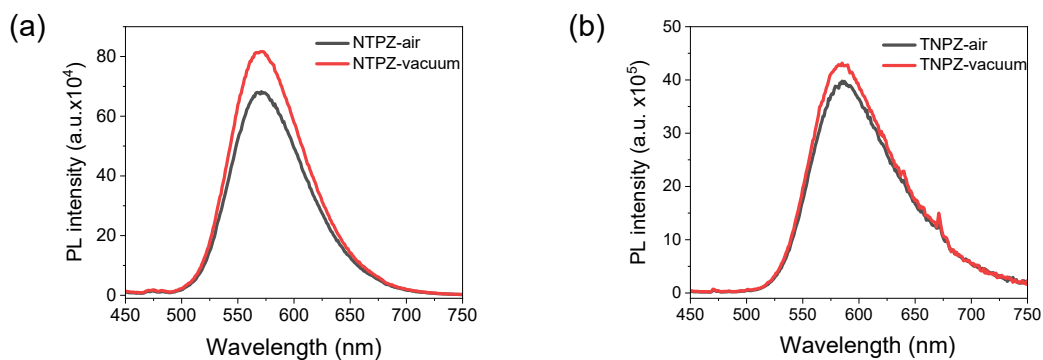 (a)
NTPZ-air
NTPZ-vacuum
PL intensity (a.u.x10⁴)
80
60
40
20
0
450 500 550 600 650 700 750
Wavelength (nm)
(b)
TNPZ-air
TNPZ-vacuum
PL intensity (a.u. x10⁵)
50
40
30
20
10
0
450 500 550 600 650 700 750
Wavelength (nm)